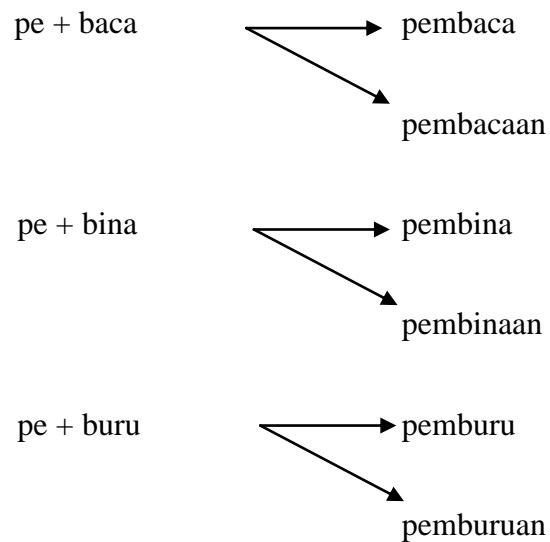 pe + baca pembaca
pembacaan
pe + bina pembina
pembinaan
pe + buru pemburu
pemburuan